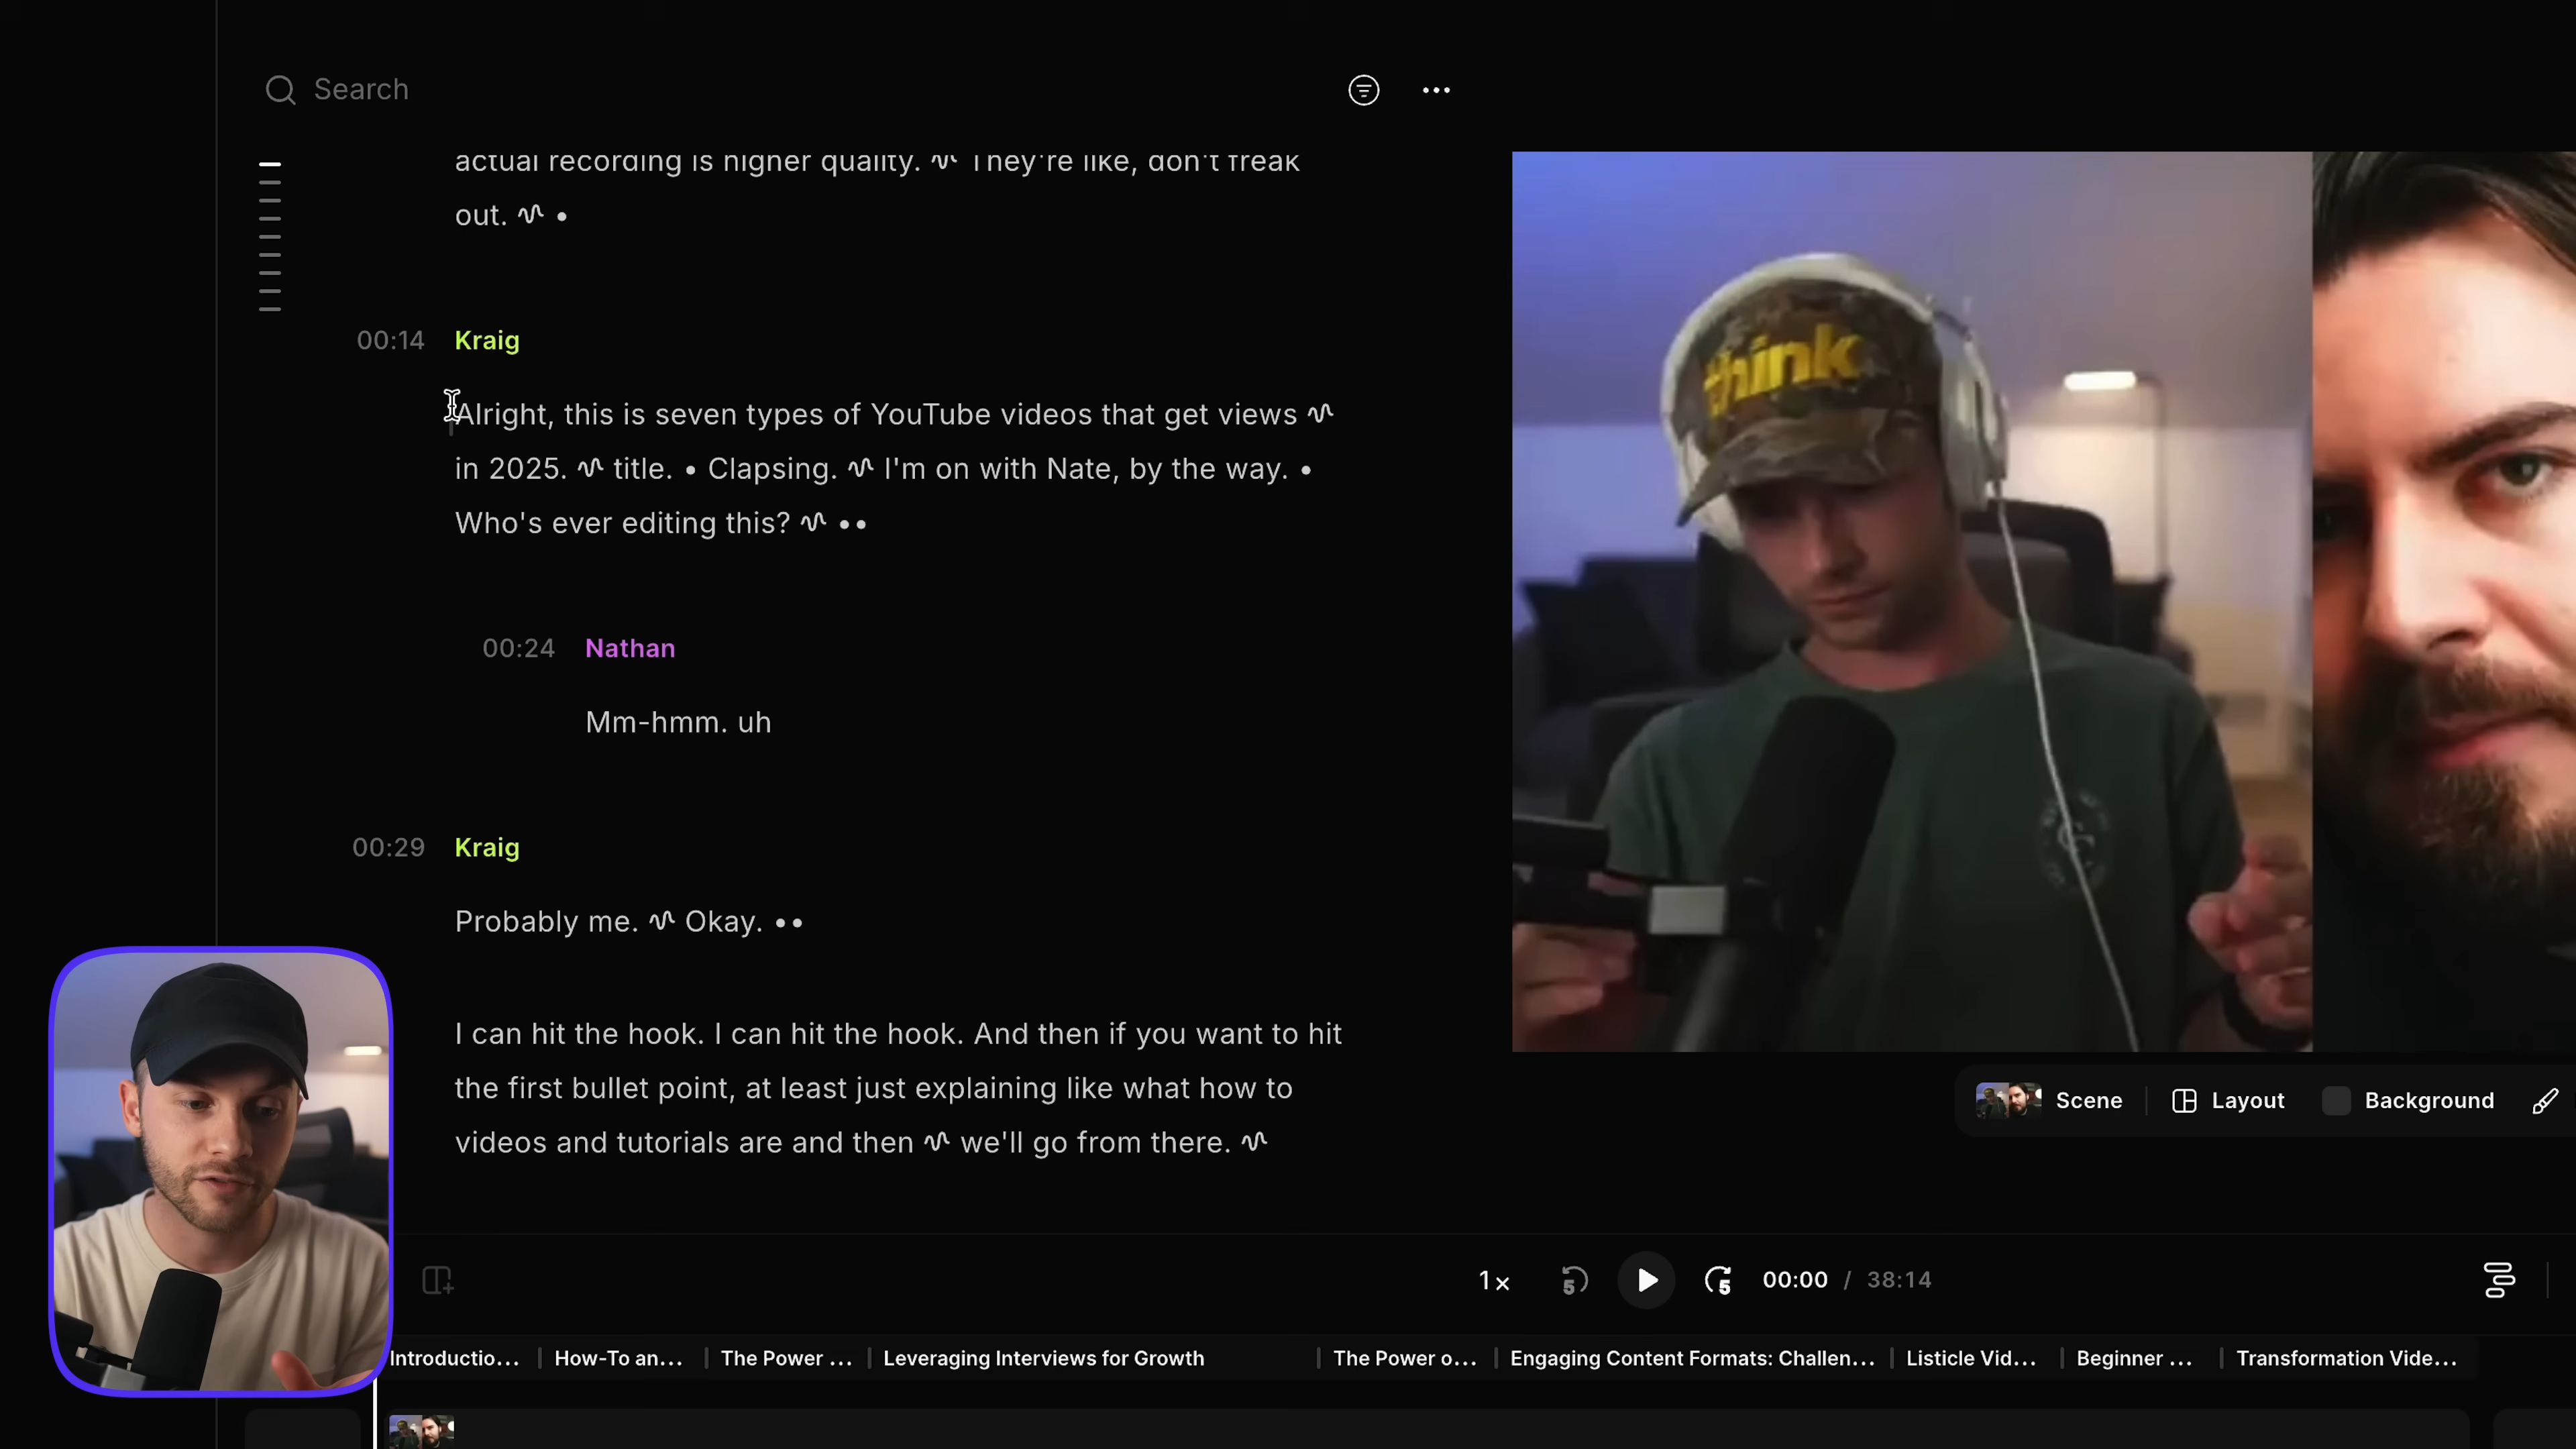 Search
actual recording is higher quality. They're like, don't freak
out. •
00:14 Kraig
Alright, this is seven types of YouTube videos that get views
in 2025. title. • Clapsing. I'm on with Nate, by the way. •
Who's ever editing this? ••
00:24 Nathan
Mm-hmm. uh
00:29 Kraig
Probably me. Okay. ••
I can hit the hook. I can hit the hook. And then if you want to hit
the first bullet point, at least just explaining like what how to
videos and tutorials are and then we'll go from there.
think
Scene Layout Background
1x 5 5 00:00 / 38:14
Introductio... How-To an... The Power ... Leveraging Interviews for Growth The Power o... Engaging Content Formats: Challen... Listicle Vid... Beginner ... Transformation Vide...